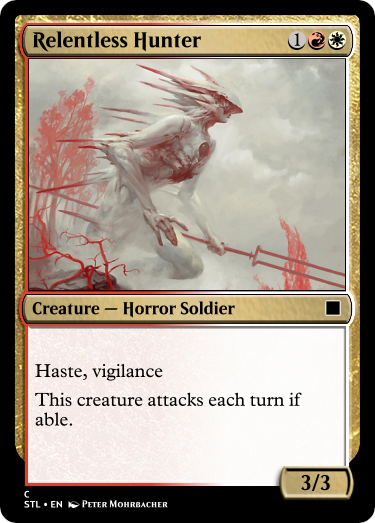 Relentless Hunter 1
Creature — Horror Soldier
Haste, vigilance
This creature attacks each turn if
able.
3/3
C
STL • EN Peter Mohrbacher